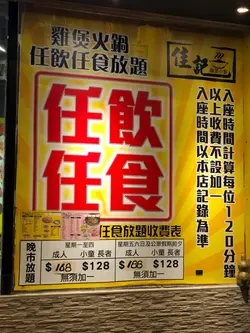 雞煲火鍋
任飲任食放題
佳記
任飲
任食
入座時間計算每位120分鐘
以上收費不設加一
入座時間以本店記錄為準
任食放題收費表
晚市放題
星期一至四
成人 小童 長者
$168 $128
無須加一
星期五六日及公眾假期前夕
成人 小童 長者
$188 $128
無須加一